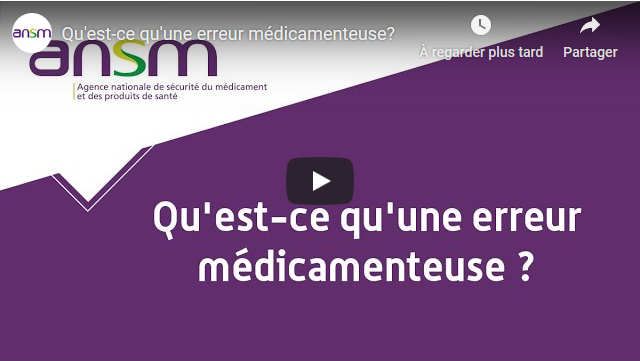 ansm
Qu'est-ce qu'une erreur médicamenteuse?
À regarder plus tard
Partager
ansm
Agence nationale de sécurité du médicament
et des produits de santé
Qu'est-ce qu'une erreur
médicamenteuse ?